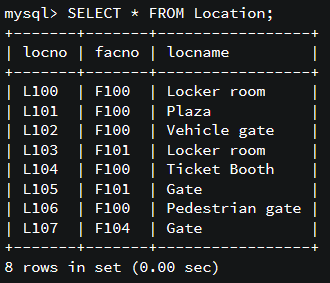 mysql> SELECT * FROM Location;
+-------+-------+-----------------+
| locno | facno | locname         |
+-------+-------+-----------------+
| L100  | F100  | Locker room     |
| L101  | F100  | Plaza           |
| L102  | F100  | Vehicle gate    |
| L103  | F101  | Locker room     |
| L104  | F100  | Ticket Booth    |
| L105  | F101  | Gate            |
| L106  | F100  | Pedestrian gate |
| L107  | F104  | Gate            |
+-------+-------+-----------------+
8 rows in set (0.00 sec)